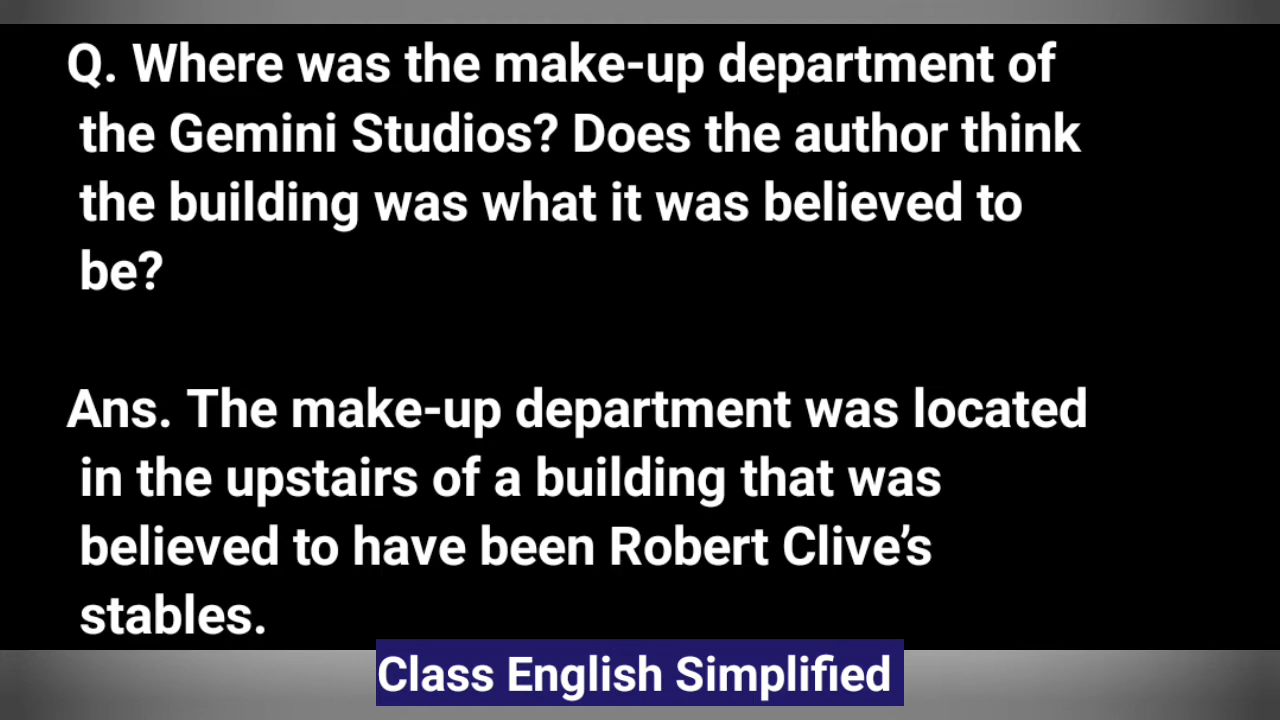 Q. Where was the make-up department of
the Gemini Studios? Does the author think
the building was what it was believed to
be?
Ans. The make-up department was located
in the upstairs of a building that was
believed to have been Robert Clive’s
stables.
Class English Simplified